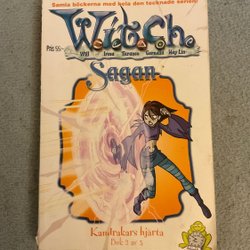 Samla böckerna med hela den tecknade serien!
Pris 55:-
W.i.t.c.h.
Will Irma Taranee Cornelia Hay Lin
Sagan
Kandrakars hjärta
Bok 3 av 5